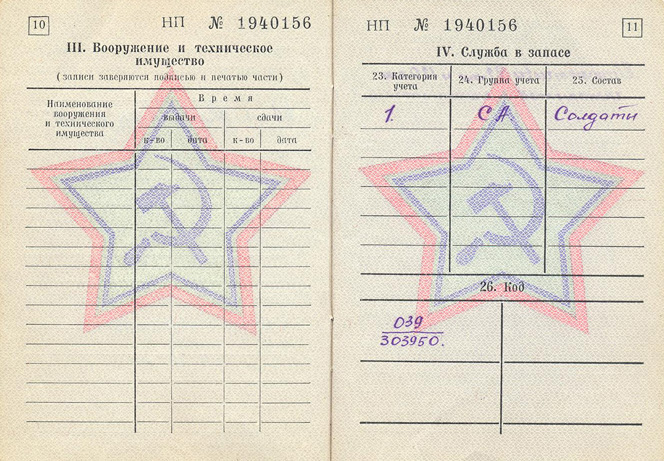 10
НП № 1940156
III. Вооружение и техническое
имущество
(записи заверяются подписью и печатью части)
Наименование
вооружения
и технического
имущества
Время
выдачи
сдачи
к-во
дата
к-во
дата
НП № 1940156
11
IV. Служба в запасе
23. Категория
учета
24. Группа учета
25. Состав
1.
СА
Солдаты
26. Код
039
303950.